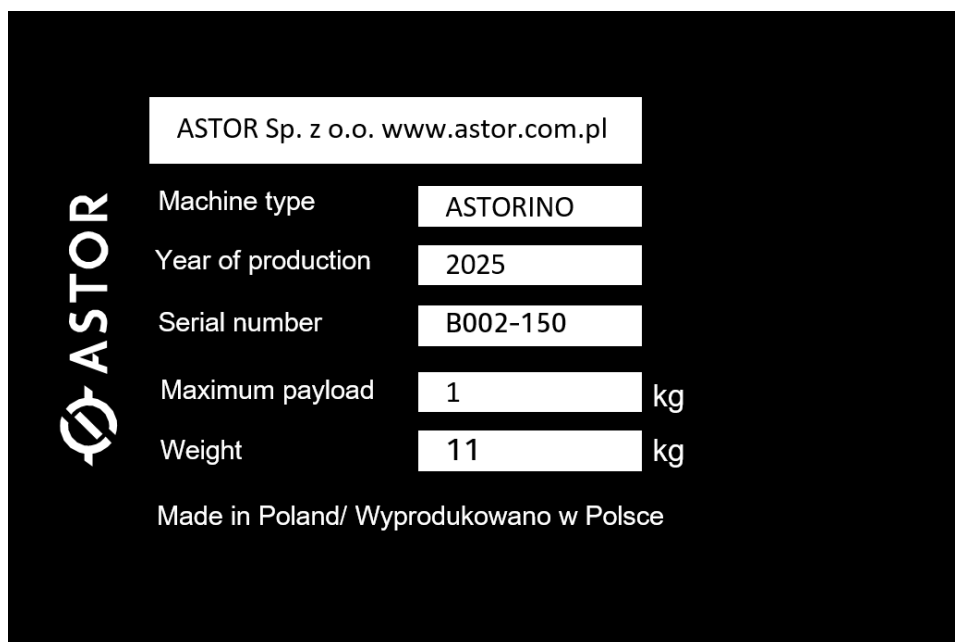 ASTOR
ASTOR Sp. z o.o. www.astor.com.pl
Machine type ASTORINO
Year of production 2025
Serial number B002-150
Maximum payload 1 kg
Weight 11 kg
Made in Poland/ Wyprodukowano w Polsce